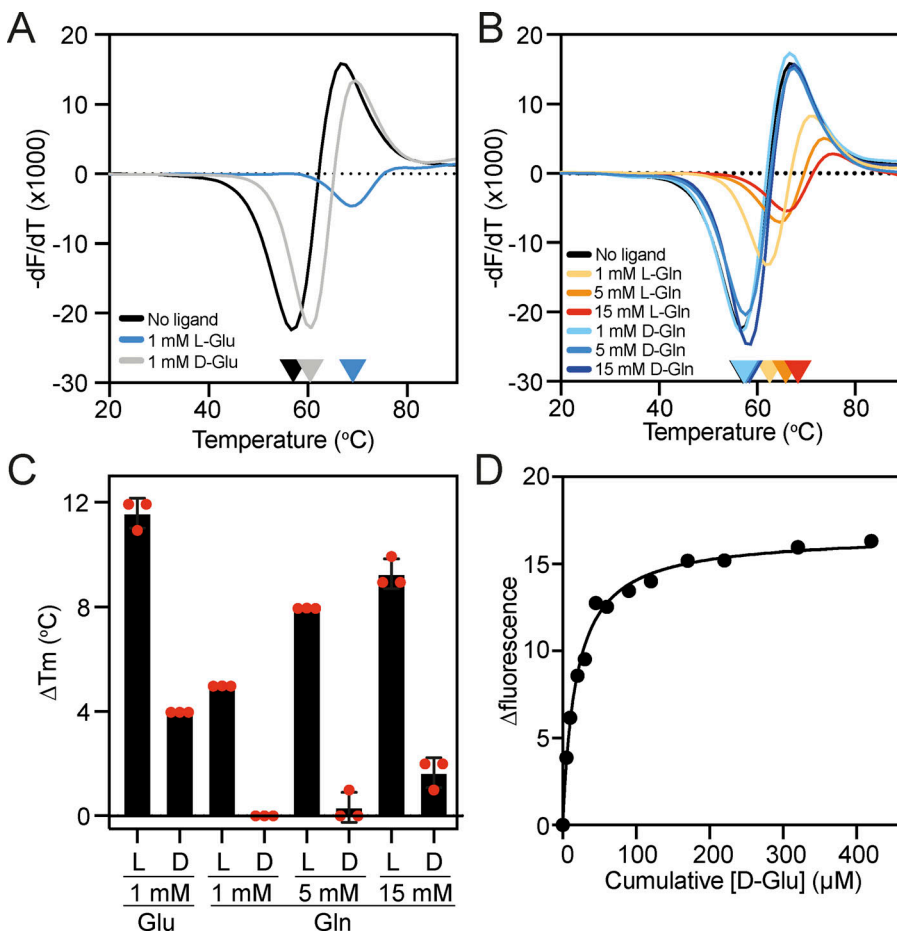 A
20
10
0
-10
-20
-30
-dF/dT (x1000)
No ligand
1 mM L-Glu
1 mM D-Glu
20 40 60 80
Temperature (°C)
B
20
10
0
-10
-20
-30
-dF/dT (x1000)
No ligand
1 mM L-Gln
5 mM L-Gln
15 mM L-Gln
1 mM D-Gln
5 mM D-Gln
15 mM D-Gln
20 40 60 80
Temperature (°C)
C
12
8
4
0
ΔTm (°C)
L D L D L D L D
1 mM 1 mM 5 mM 15 mM
Glu Gln
D
20
15
10
5
0
Δfluorescence
0 100 200 300 400
Cumulative [D-Glu] (µM)